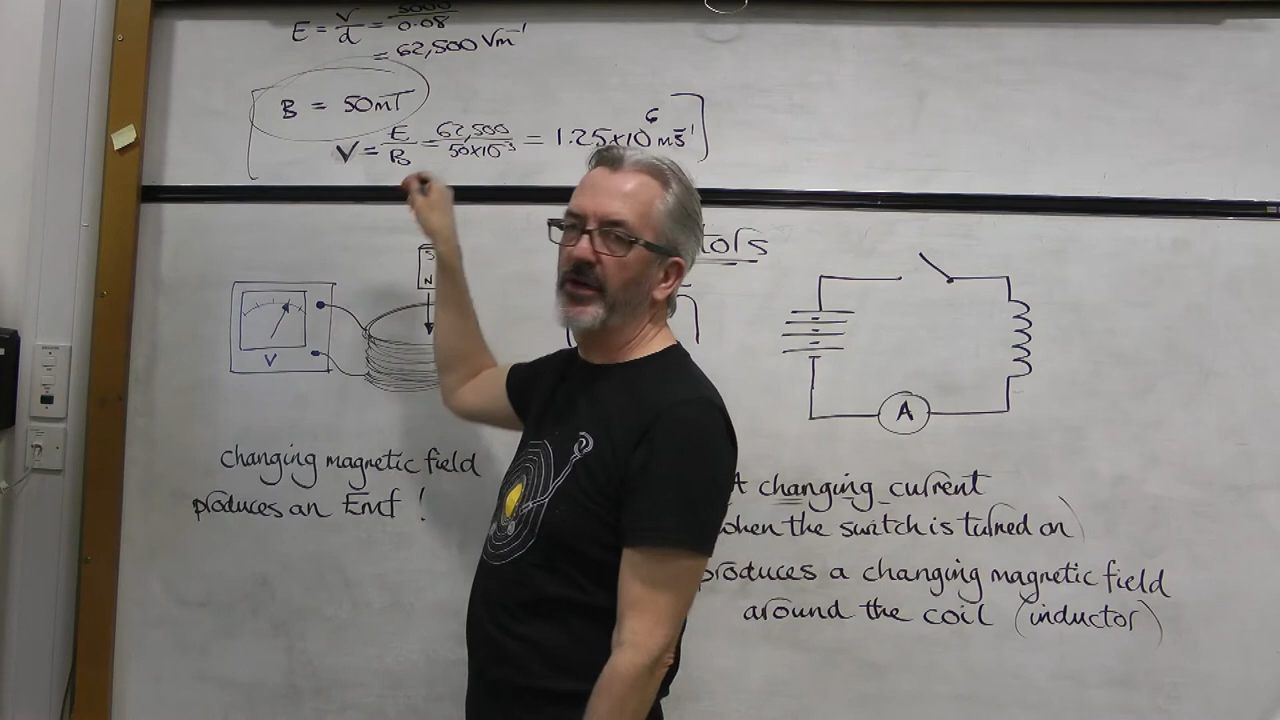 E = V/d = 5000/0.08
= 62,500 Vm⁻¹
B = 50mT
V = E/B = 62,500/50×10⁻³ = 1.25×10⁶ ms⁻¹
S
N
V
A
changing magnetic field
produces an Emf !
A changing current
when the switch is turned on)
produces a changing magnetic field
around the coil (inductor)